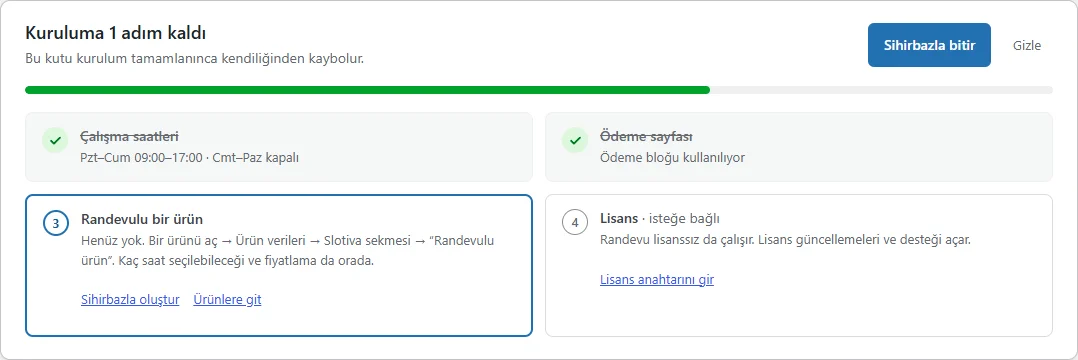 Kuruluma 1 adım kaldı
Bu kutu kurulum tamamlanınca kendiliğinden kaybolur.
Sihirbazla bitir
Gizle
Çalışma saatleri
Pzt–Cum 09:00–17:00 · Cmt–Paz kapalı
Ödeme sayfası
Ödeme bloğu kullanılıyor
3
Randevulu bir ürün
Henüz yok. Bir ürünü aç → Ürün verileri → Slotiva sekmesi → “Randevulu
ürün”. Kaç saat seçilebileceği ve fiyatlama da orada.
Sihirbazla oluştur Ürünlere git
4
Lisans · isteğe bağlı
Randevu lisanssız da çalışır. Lisans güncellemeleri ve desteği açar.
Lisans anahtarını gir